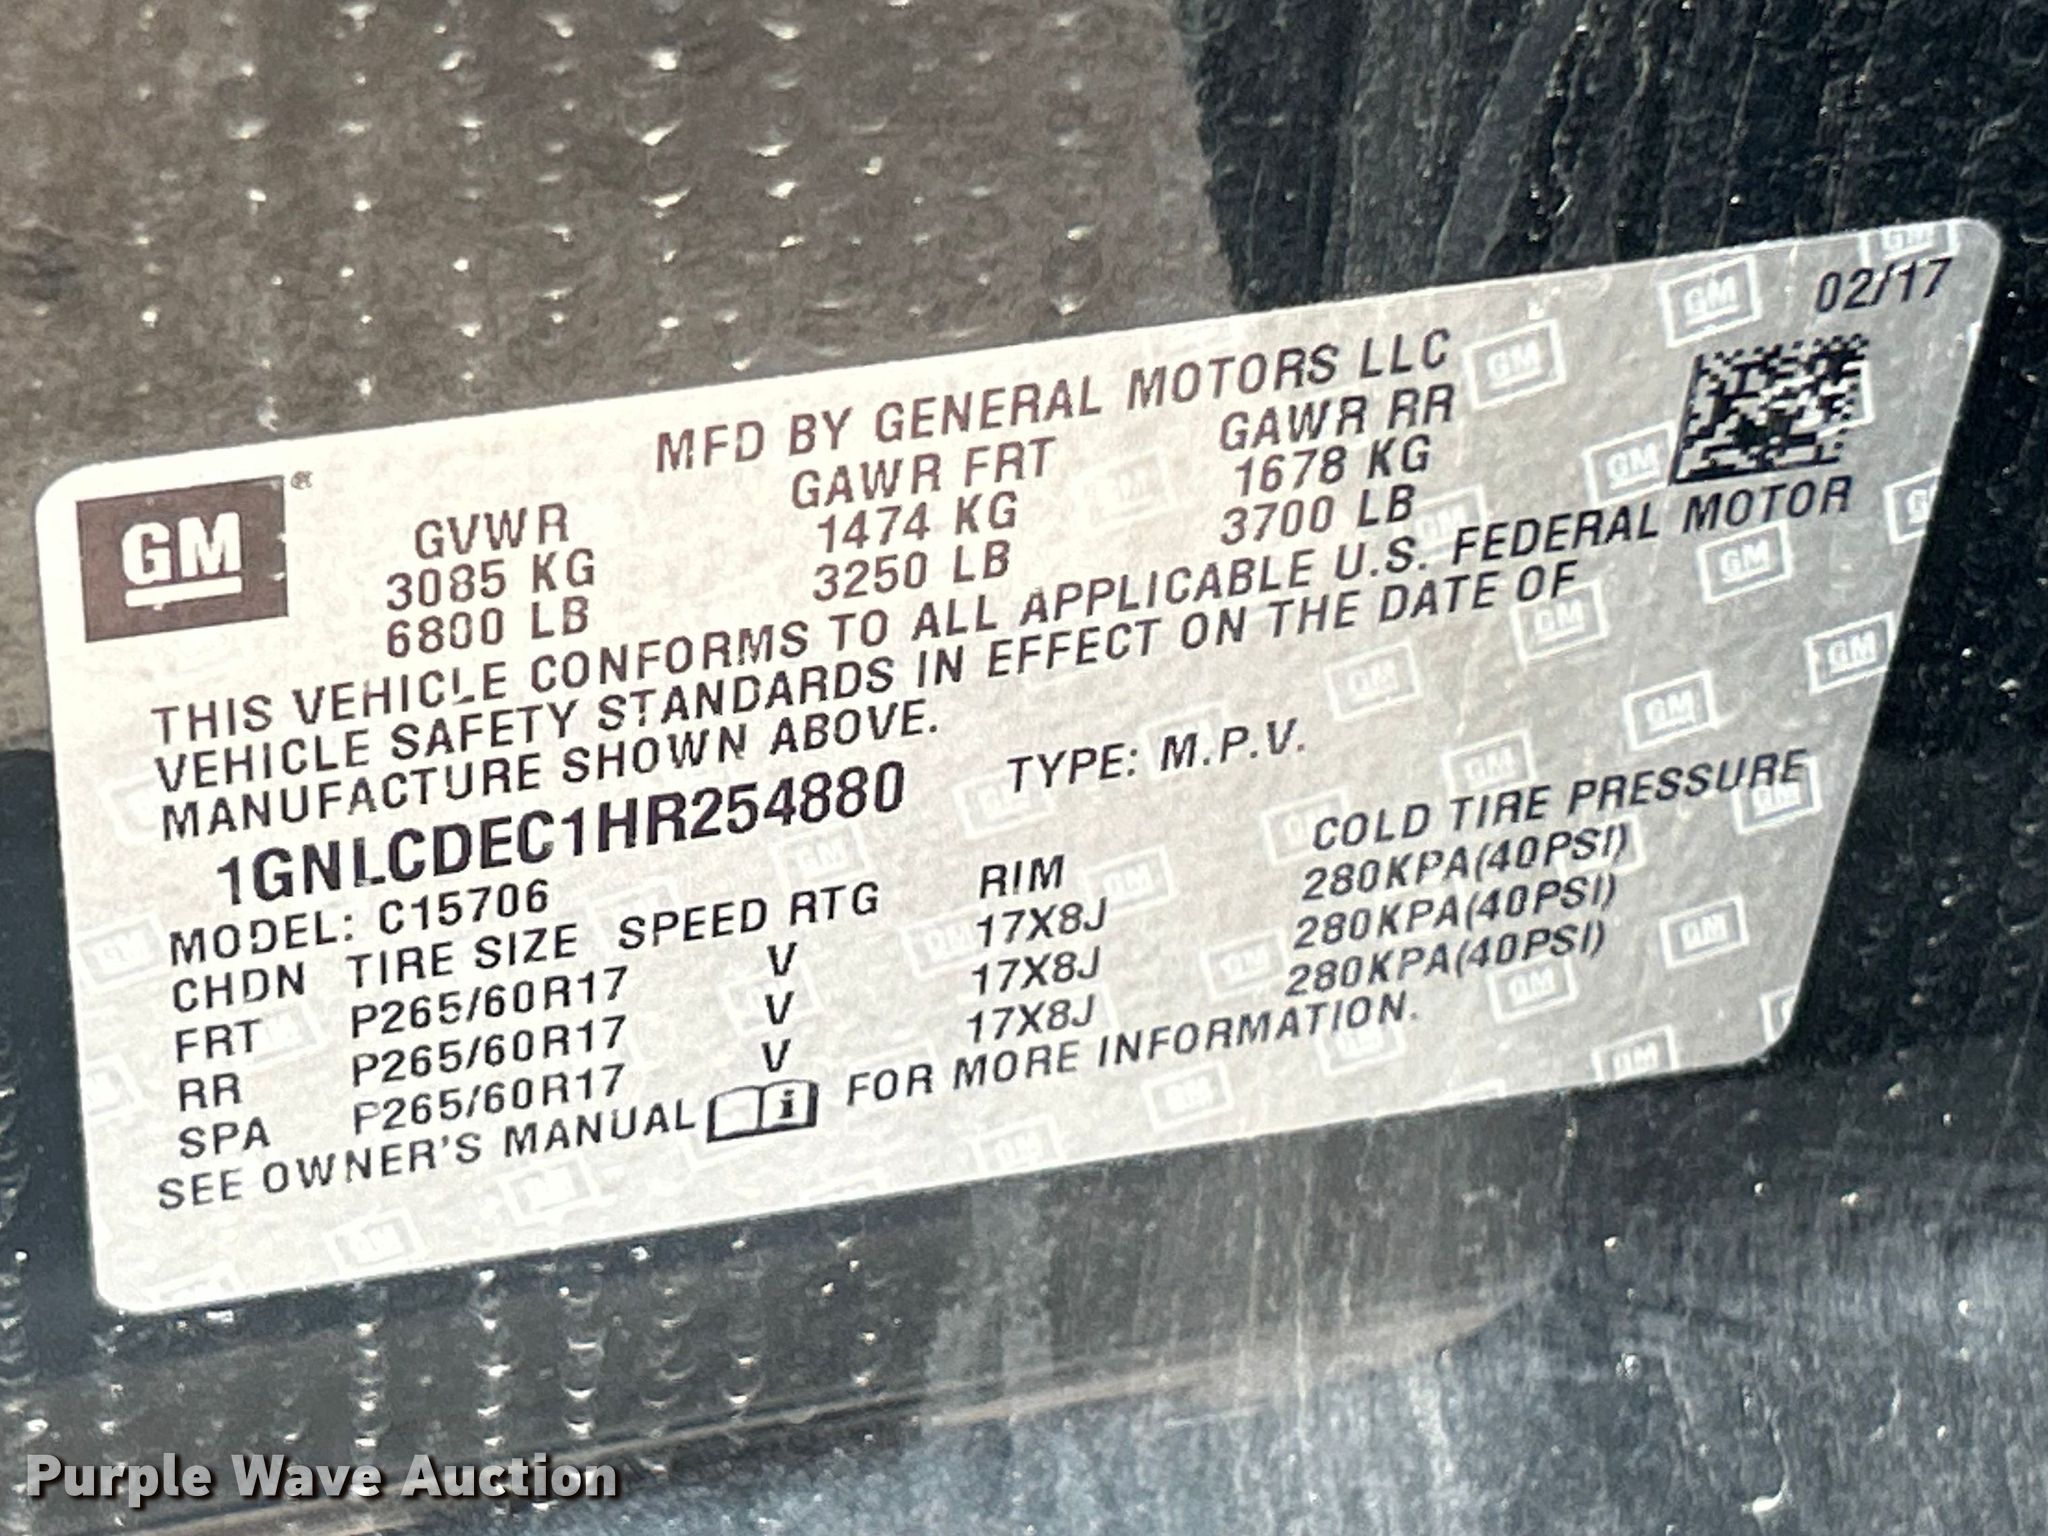 02/17
MFD BY GENERAL MOTORS LLC
GM®
GVWR GAWR FRT GAWR RR
3085 KG 1474 KG 1678 KG
6800 LB 3250 LB 3700 LB
THIS VEHICLE CONFORMS TO ALL APPLICABLE U.S. FEDERAL MOTOR
VEHICLE SAFETY STANDARDS IN EFFECT ON THE DATE OF
MANUFACTURE SHOWN ABOVE.
1GNLCDEC1HR254880 TYPE: M.P.V.
MODEL: C15706
CHDN TIRE SIZE SPEED RTG RIM COLD TIRE PRESSURE
FRT P265/60R17 V 17X8J 280KPA(40PSI)
RR P265/60R17 V 17X8J 280KPA(40PSI)
SPA P265/60R17 V 17X8J 280KPA(40PSI)
SEE OWNER'S MANUAL i FOR MORE INFORMATION.
Purple Wave Auction